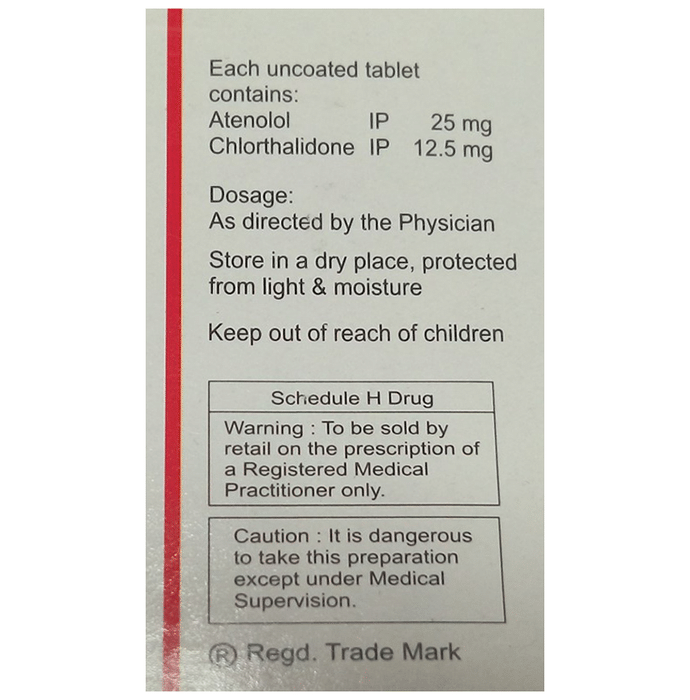 Each uncoated tablet
contains:
Atenolol IP 25 mg
Chlorthalidone IP 12.5 mg
Dosage:
As directed by the Physician
Store in a dry place, protected
from light & moisture
Keep out of reach of children
Schedule H Drug
Warning : To be sold by
retail on the prescription of
a Registered Medical
Practitioner only.
Caution : It is dangerous
to take this preparation
except under Medical
Supervision.
® Regd. Trade Mark